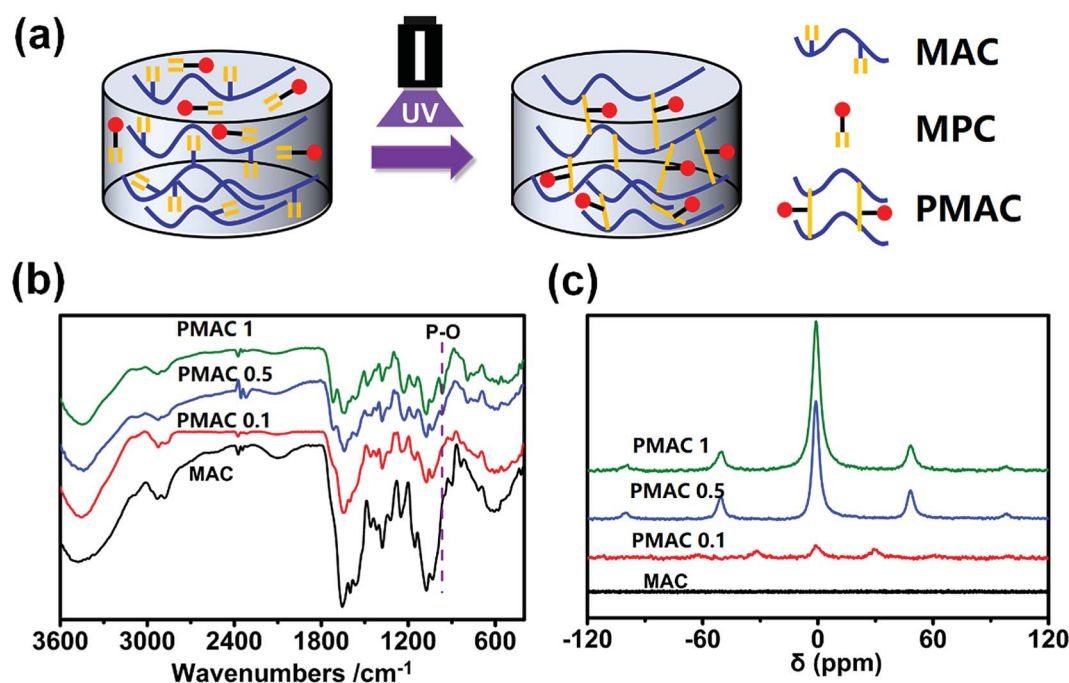 (a)
UV
MAC
MPC
PMAC
(b)
PMAC 1
P-O
PMAC 0.5
PMAC 0.1
MAC
3600 3000 2400 1800 1200 600
Wavenumbers /cm⁻¹
(c)
PMAC 1
PMAC 0.5
PMAC 0.1
MAC
-120 -60 0 60 120
δ (ppm)